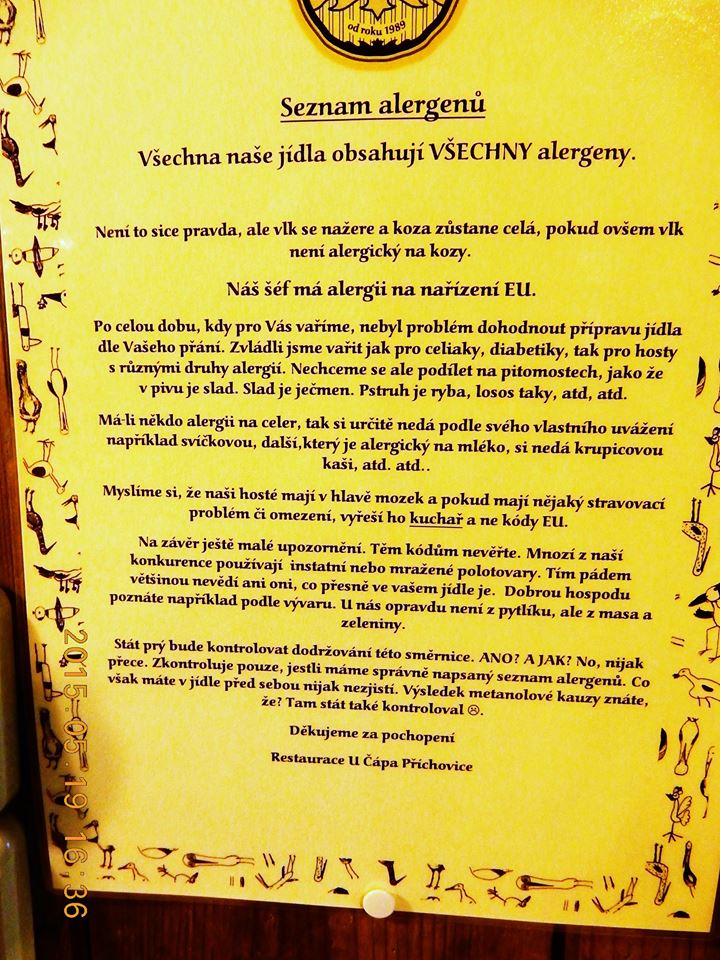 od roku 1989
Seznam alergenů
Všechna naše jídla obsahují VŠECHNY alergeny.
Není to sice pravda, ale vlk se nažere a koza zůstane celá, pokud ovšem vlk
není alergický na kozy.
Náš šéf má alergii na nařízení EU.
Po celou dobu, kdy pro Vás vaříme, nebyl problém dohodnout přípravu jídla
dle Vašeho přání. Zvládli jsme vařit jak pro celiaky, diabetiky, tak pro hosty
s různými druhy alergií. Nechceme se ale podílet na pitomostech, jako že
v pivu je slad. Slad je ječmen. Pstruh je ryba, losos taky, atd, atd.
Má-li někdo alergii na celer, tak si určitě nedá podle svého vlastního uvážení
například svíčkovou, další,který je alergický na mléko, si nedá krupicovou
kaši, atd. atd..
Myslíme si, že naši hosté mají v hlavě mozek a pokud mají nějaký stravovací
problém či omezení, vyřeší ho kuchař a ne kódy EU.
Na závěr ještě malé upozornění. Těm kódům nevěřte. Mnozí z naší
konkurence používají instatní nebo mražené polotovary. Tím pádem
většinou nevědí ani oni, co přesně ve vašem jídle je. Dobrou hospodu
poznáte například podle vývaru. U nás opravdu není z pytlíku, ale z masa a
zeleniny.
Stát prý bude kontrolovat dodržování této směrnice. ANO? A JAK? No, nijak
přece. Zkontroluje pouze, jestli máme správně napsaný seznam alergenů. Co
však máte v jídle před sebou nijak nezjistí. Výsledek metanolové kauzy znáte,
že? Tam stát také kontroloval ☹.
Děkujeme za pochopení
Restaurace U Čápa Příchovice
2015.05.19 16:36